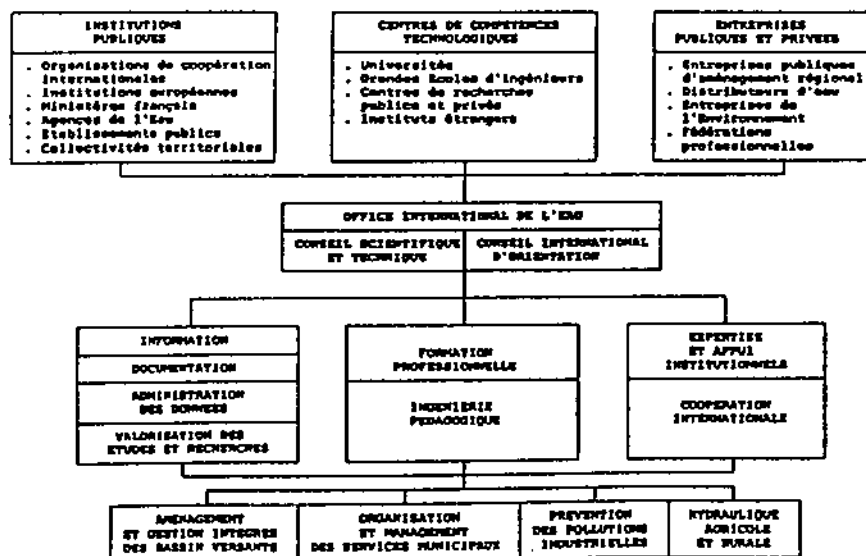 INSTITUTIONS
PUBLIQUES
. Organisations de coopération
internationales
. Institutions européennes
. Ministères français
. Agences de l'Eau
. Etablissements publics
. Collectivités territoriales
CENTRES DE COMPETENCES
TECHNOLOGIQUES
. Universités
. Grandes Ecoles d'ingénieurs
. Centres de recherches
publics et privés
. Instituts étrangers
ENTREPRISES
PUBLIQUES ET PRIVEES
. Entreprises publiques
d'aménagement régional
. Distributeurs d'eau
. Entreprises de
l'Environnement
. Fédérations
professionnelles
OFFICE INTERNATIONAL DE L'EAU
CONSEIL SCIENTIFIQUE
ET TECHNIQUE
CONSEIL INTERNATIONAL
D'ORIENTATION
INFORMATION
DOCUMENTATION
ADMINISTRATION
DES DONNEES
VALORISATION DES
ETUDES ET RECHERCHES
FORMATION
PROFESSIONNELLE
INGENIERIE
PEDAGOGIQUE
EXPERTISE
ET APPUI
INSTITUTIONNELS
COOPERATION
INTERNATIONALE
AMENAGEMENT
ET GESTION INTEGRES
DES BASSIN VERSANTS
ORGANISATION
ET MANAGEMENT
DES SERVICES MUNICIPAUX
PREVENTION
DES POLLUTIONS
INDUSTRIELLES
HYDRAULIQUE
AGRICOLE
ET RURALE